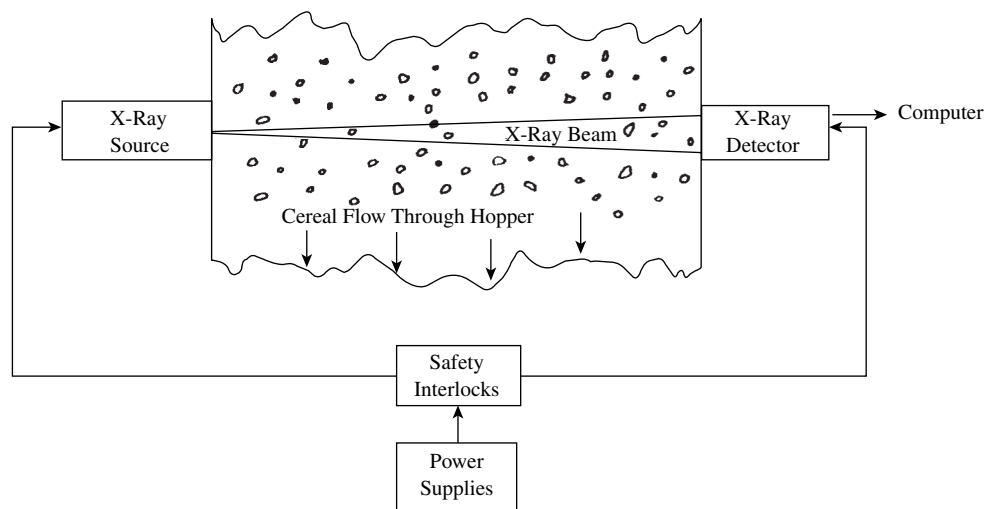 X-Ray
Source
X-Ray Beam
X-Ray
Detector
Computer
Cereal Flow Through Hopper
Safety
Interlocks
Power
Supplies